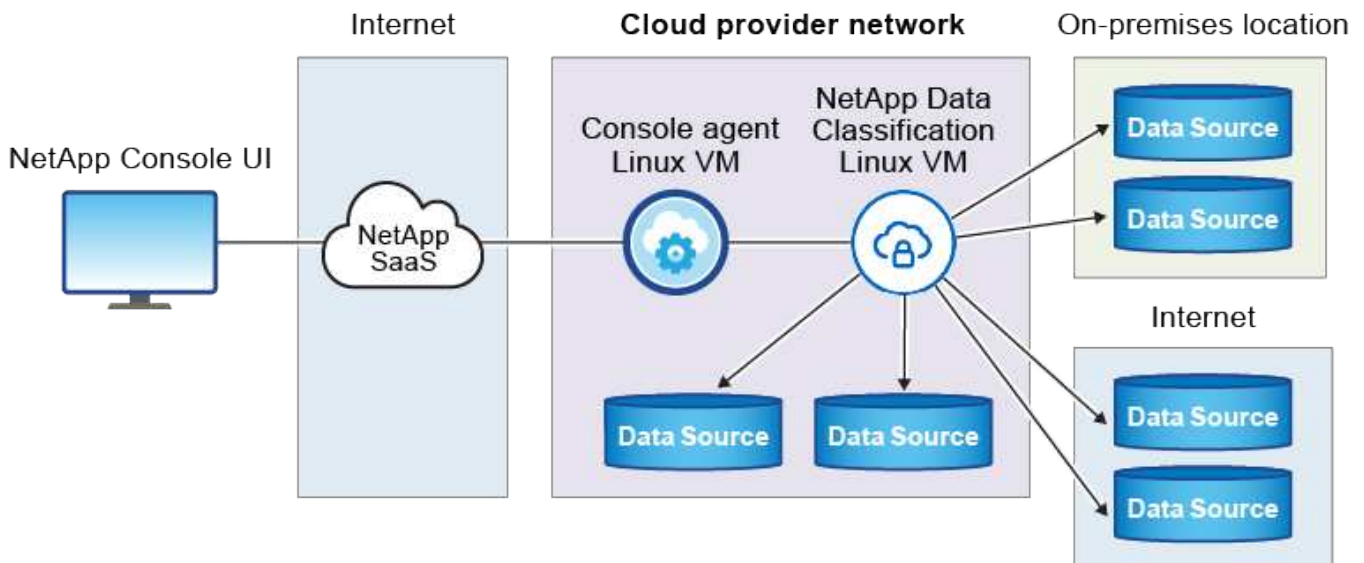 Internet
Cloud provider network
On-premises location
NetApp Console UI
NetApp
SaaS
Console agent
Linux VM
NetApp Data
Classification
Linux VM
Data Source
Data Source
Data Source
Data Source
Internet
Data Source
Data Source